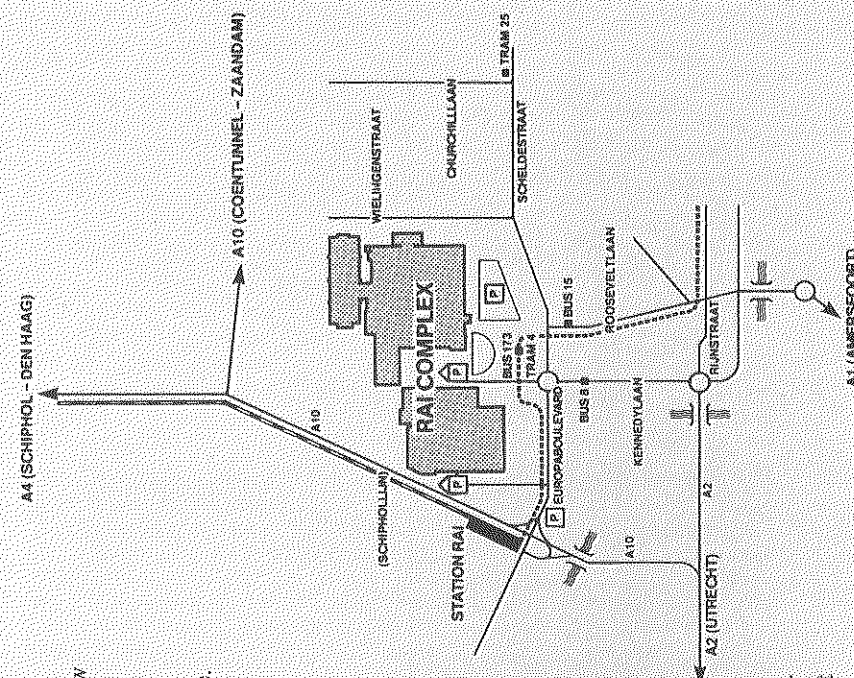 A4 (SCHIPHOL – DEN HAAG)
A10 (COENTUNNEL – ZAANDAM)
A10
(SCHIPHOLLIJN)
STATION RAI
RAI COMPLEX
WIELINGENSTRAAT
CHURCHILLLAAN
TRAM 25
SCHELDESTRAAT
P
P
P
P
BUS 173
TRAM 4
BUS 15
EUROPABOULEVARD
BUS 8
ROOSEVELTLAAN
KENNEDYLAAN
RIJNSTRAAT
A10
A2
A2 (UTRECHT)
A1 (AMERSFOORT)